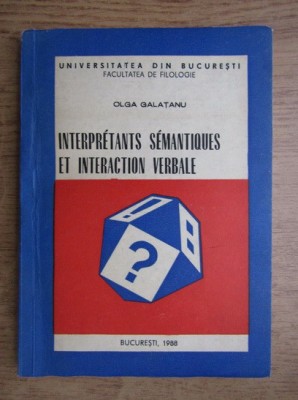 UNIVERSITATEA DIN BUCUREȘTI
FACULTATEA DE FILOLOGIE
OLGA GALAȚANU
INTERPRÉTANTS SÉMANTIQUES
ET INTERACTION VERBALE
!
?
BUCUREȘTI, 1988